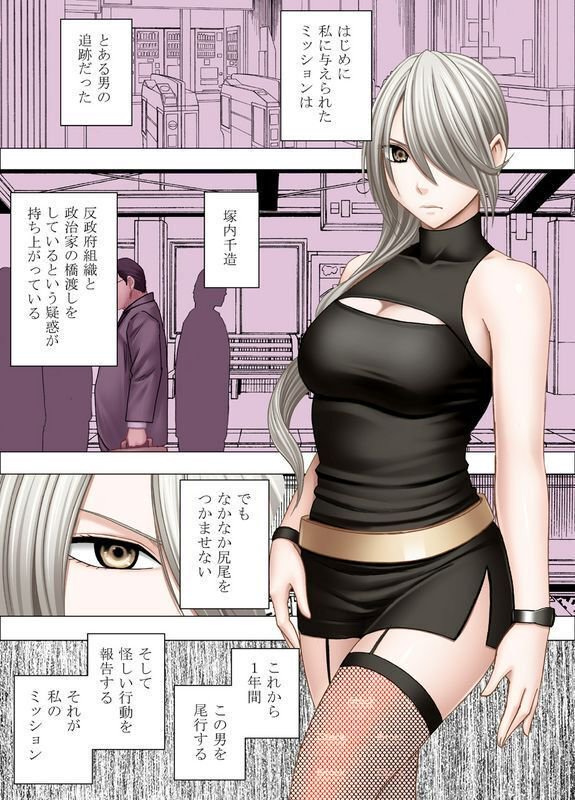 はじめに
私に与えられた
ミッションは
とある男の
追跡だった
塚内千造
反政府組織と
政治家の橋渡しを
しているという疑惑が
持ち上がっている
でも
なかなか尻尾を
つかませない
これから
1年間
この男を
尾行する
そして
怪しい行動を
報告する
それが
私の
ミッション